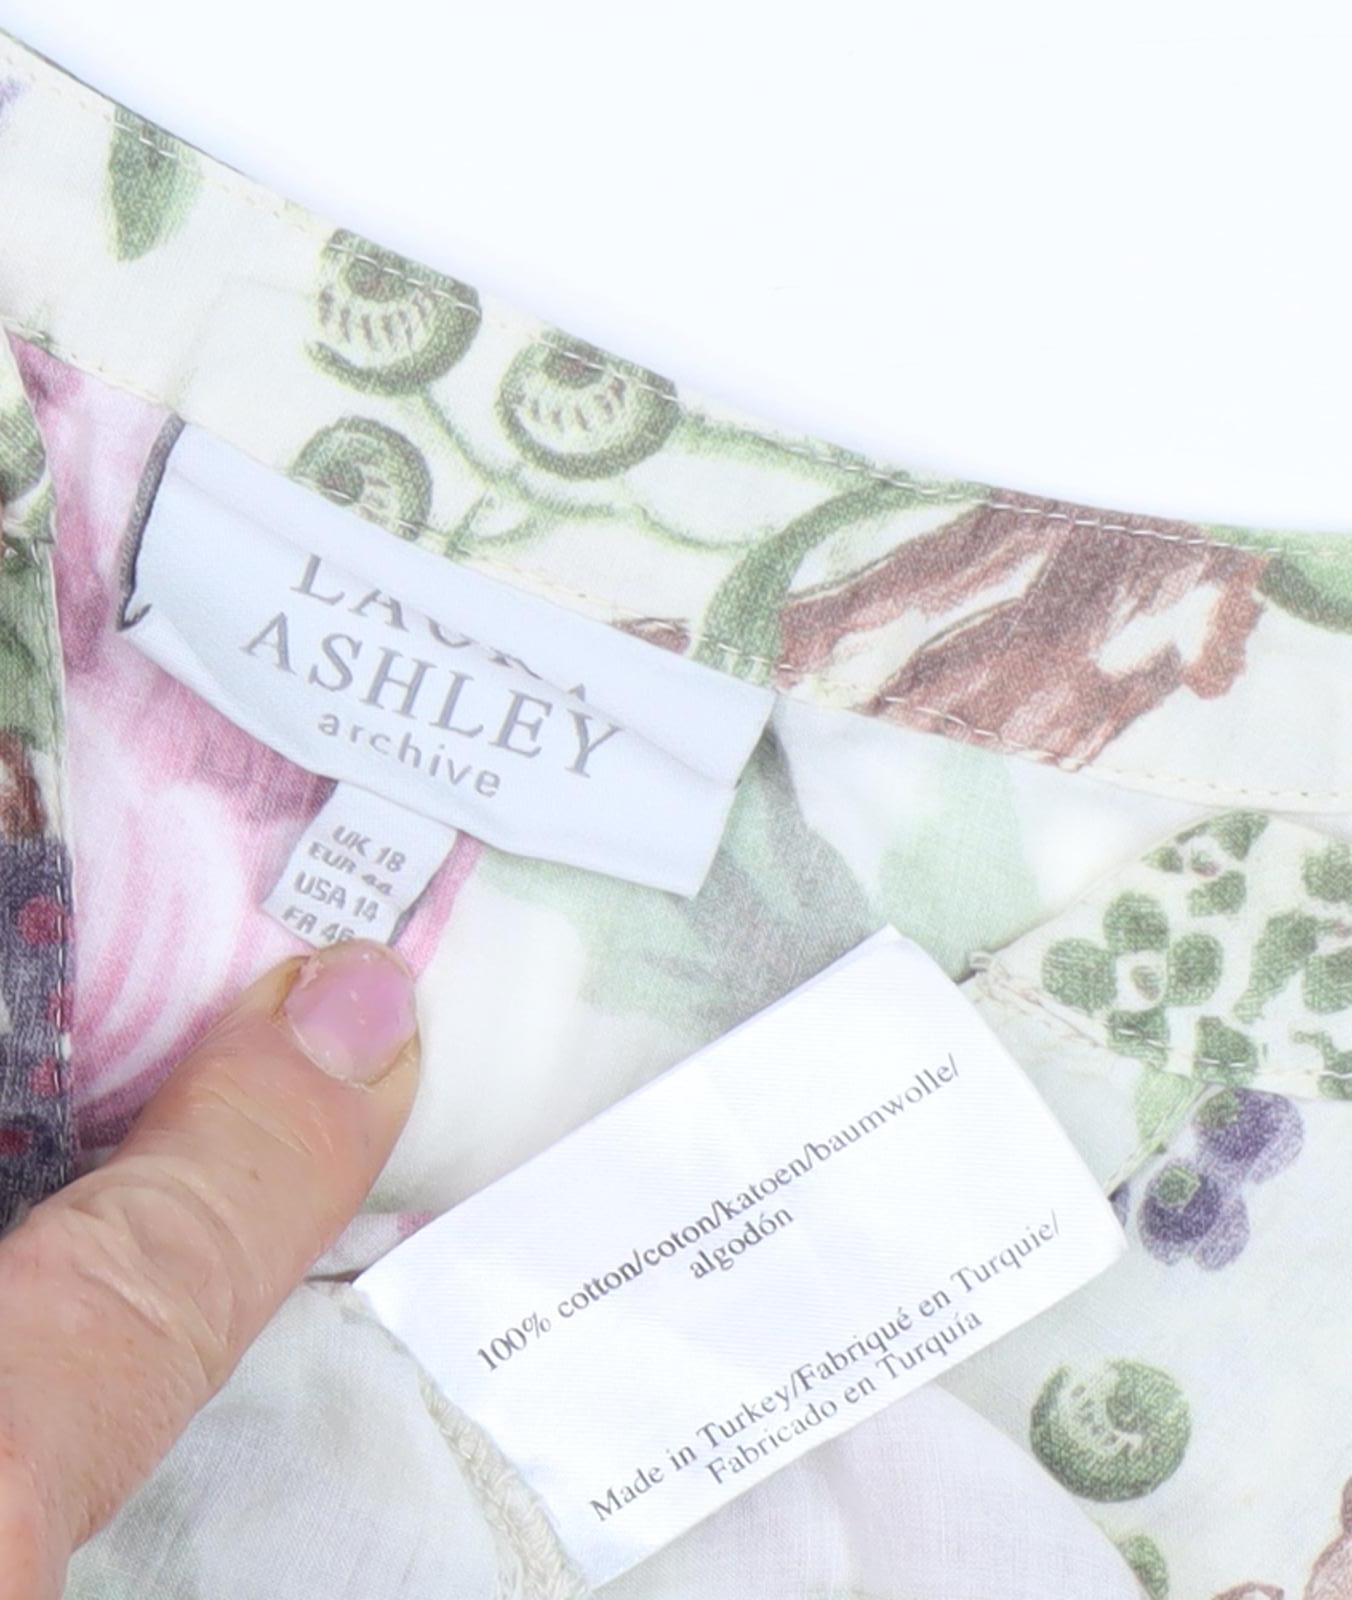 LAURA
ASHLEY
archive
UK 18
EUR 44
USA 14
FR 46
100% cotton/coton/katoen/baumwolle/
algodón
Made in Turkey/Fabriqué en Turquie/
Fabricado en Turquía